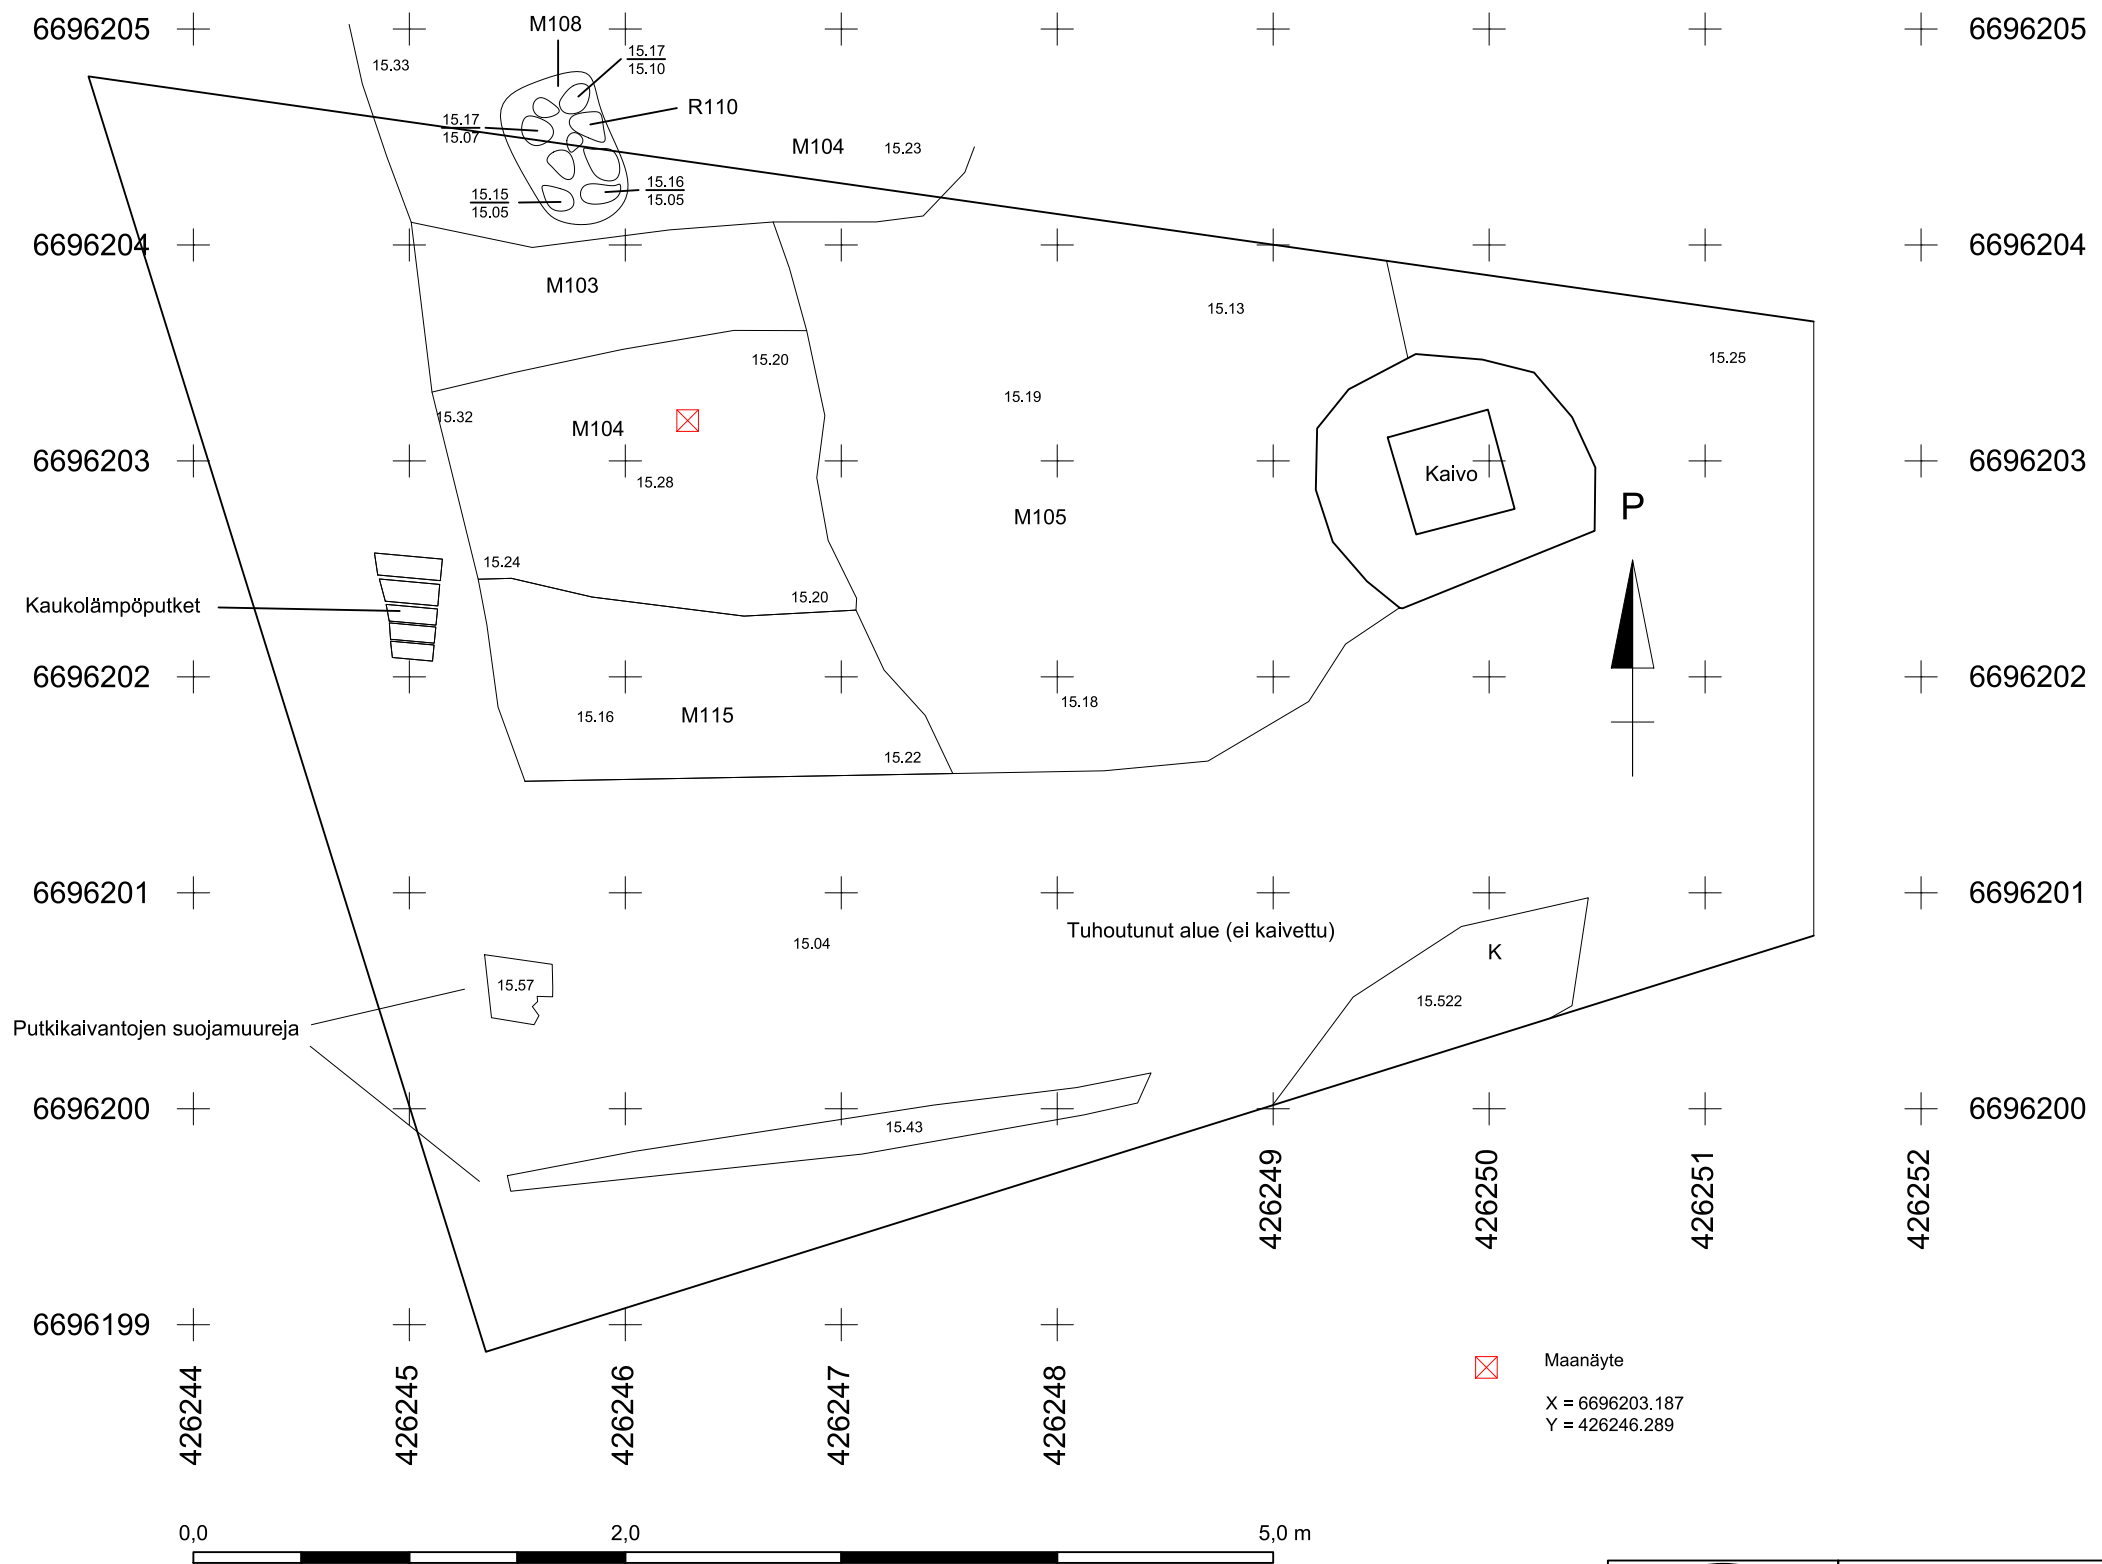 6696205
M108
6696205
15.33
15.17
15.10
R110
15.17
15.07
M104
15.23
15.16
15.05
15.15
15.05
6696204
6696204
M103
15.13
15.20
15.25
15.19
15.32
M104
6696203
Kaivo
6696203
15.28
M105
P
15.24
Kaukolämpöputket
15.20
6696202
6696202
15.16
M115
15.18
15.22
6696201
6696201
Tuhoutunut alue (ei kaivettu)
15.04
K
15.57
15.522
Putkikaivantojen suojamuureja
6696200
6696200
15.43
426249
426250
426251
426252
6696199
426244
426245
426246
426247
426248
Maanäyte
X = 6696203.187
Y = 426246.289
0,0
2,0
5,0 m